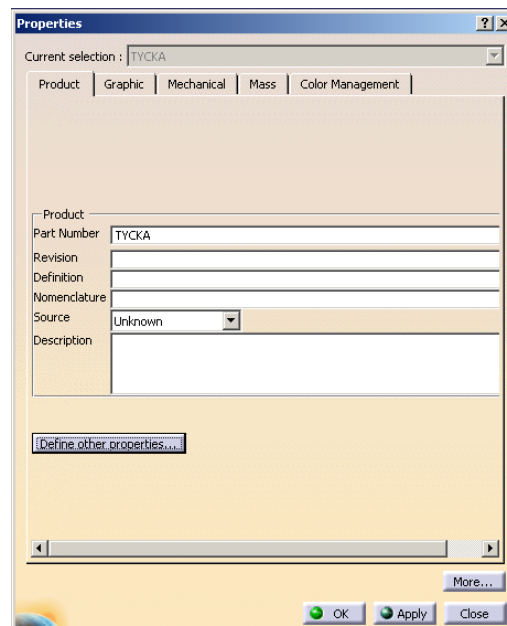 Properties
Current selection : TYCKA
Product Graphic Mechanical Mass Color Management
Product
Part Number TYCKA
Revision
Definition
Nomenclature
Source Unknown
Description
Define other properties...
More...
OK Apply Close